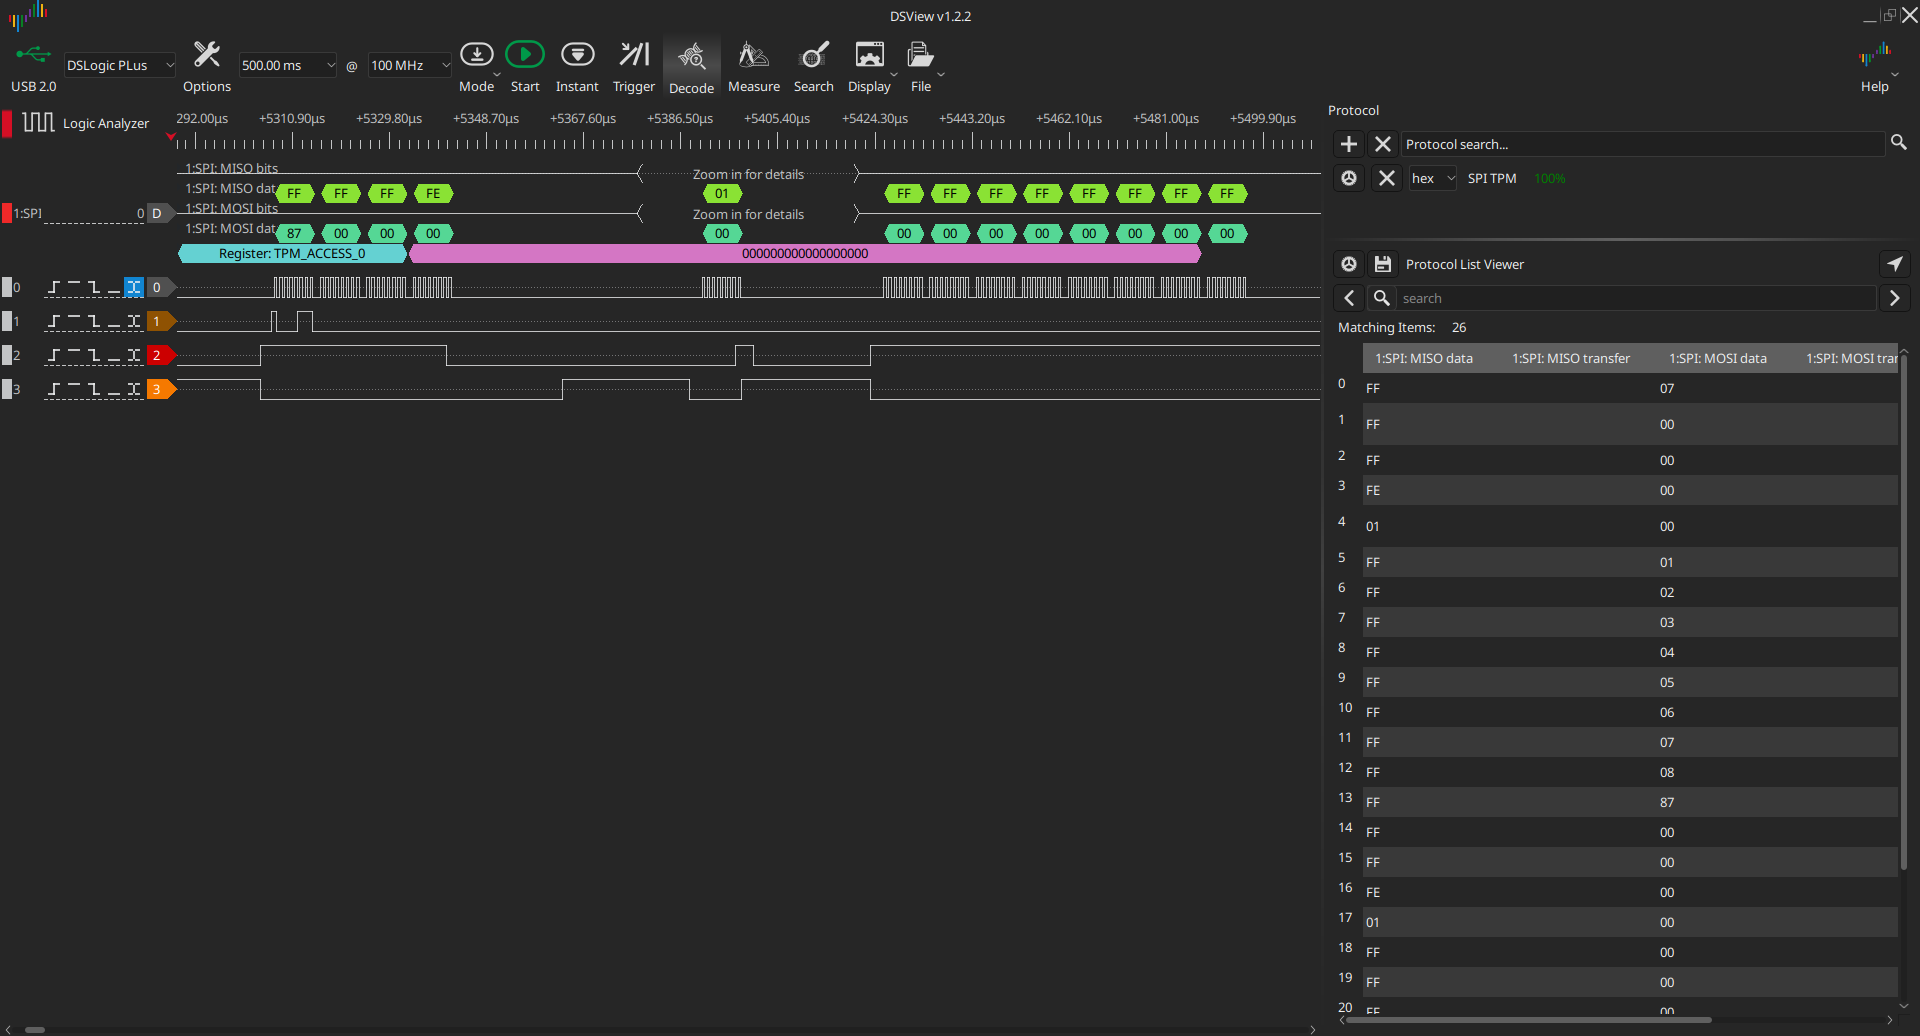 DSView v1.2.2
USB 2.0
DSLogic PLus
Options
500.00 ms
@
100 MHz
Mode
Start
Instant
Trigger
Decode
Measure
Search
Display
File
Help
Logic Analyzer
292.00µs +5310.90µs +5329.80µs +5348.70µs +5367.60µs +5386.50µs +5405.40µs +5424.30µs +5443.20µs +5462.10µs +5481.00µs +5499.90µs
1:SPI: MISO bits
Zoom in for details
1:SPI: MISO dat
FF FF FF FE 01 FF FF FF FF FF FF FF FF
1:SPI 0 D
1:SPI: MOSI bits
Zoom in for details
1:SPI: MOSI dat
87 00 00 00 00 00 00 00 00 00 00 00 00
Register: TPM_ACCESS_0 000000000000000000
0 0
1 1
2 2
3 3
Protocol
Protocol search...
hex SPI TPM 100%
Protocol List Viewer
search
Matching Items: 26
1:SPI: MISO data 1:SPI: MISO transfer 1:SPI: MOSI data 1:SPI: MOSI tran
0 FF 07
1 FF 00
2 FF 00
3 FE 00
4 01 00
5 FF 01
6 FF 02
7 FF 03
8 FF 04
9 FF 05
10 FF 06
11 FF 07
12 FF 08
13 FF 87
14 FF 00
15 FF 00
16 FE 00
17 01 00
18 FF 00
19 FF 00
20 FF 00